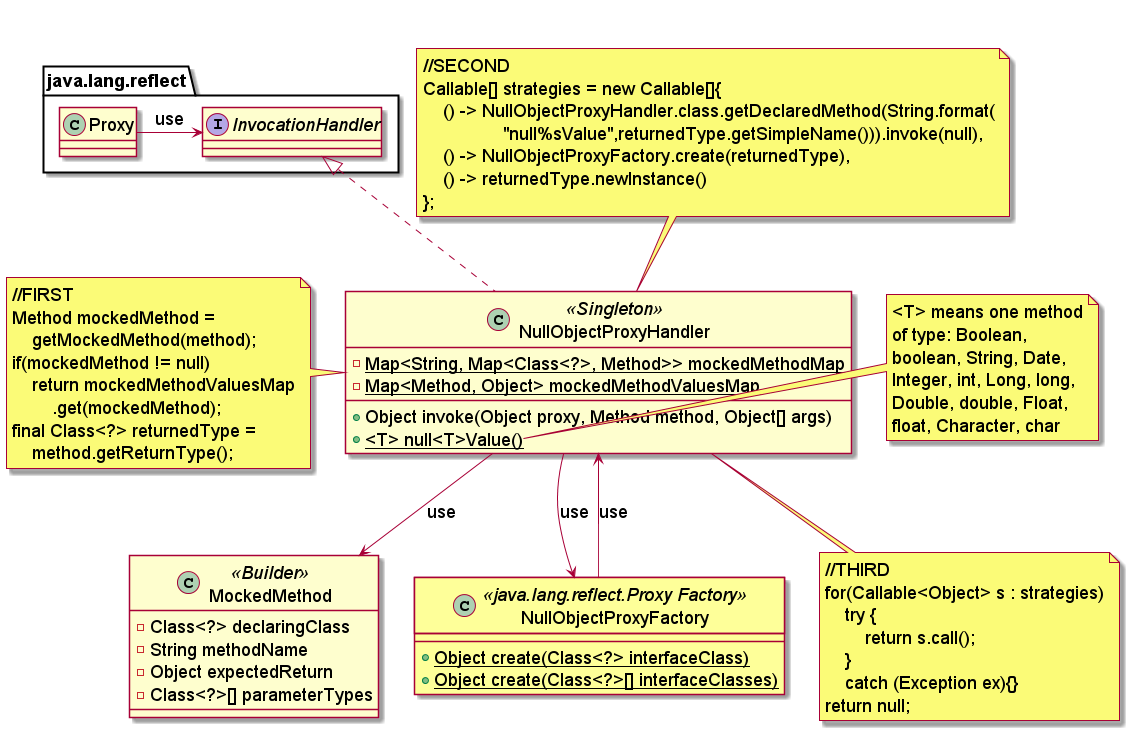 java.lang.reflect
C Proxy
use
I InvocationHandler
//SECOND
Callable[] strategies = new Callable[]{
() -> NullObjectProxyHandler.class.getDeclaredMethod(String.format(
"null%sValue",returnedType.getSimpleName())).invoke(null),
() -> NullObjectProxyFactory.create(returnedType),
() -> returnedType.newInstance()
};
//FIRST
Method mockedMethod =
getMockedMethod(method);
if(mockedMethod != null)
return mockedMethodValuesMap
.get(mockedMethod);
final Class<?> returnedType =
method.getReturnType();
C
«Singleton»
NullObjectProxyHandler
Map<String, Map<Class<?>, Method>> mockedMethodMap
Map<Method, Object> mockedMethodValuesMap
Object invoke(Object proxy, Method method, Object[] args)
<T> null<T>Value()
<T> means one method
of type: Boolean,
boolean, String, Date,
Integer, int, Long, long,
Double, double, Float,
float, Character, char
use
use
use
C
«Builder»
MockedMethod
Class<?> declaringClass
String methodName
Object expectedReturn
Class<?>[] parameterTypes
C
«java.lang.reflect.Proxy Factory»
NullObjectProxyFactory
Object create(Class<?> interfaceClass)
Object create(Class<?>[] interfaceClasses)
//THIRD
for(Callable<Object> s : strategies)
try {
return s.call();
}
catch (Exception ex){}
return null;